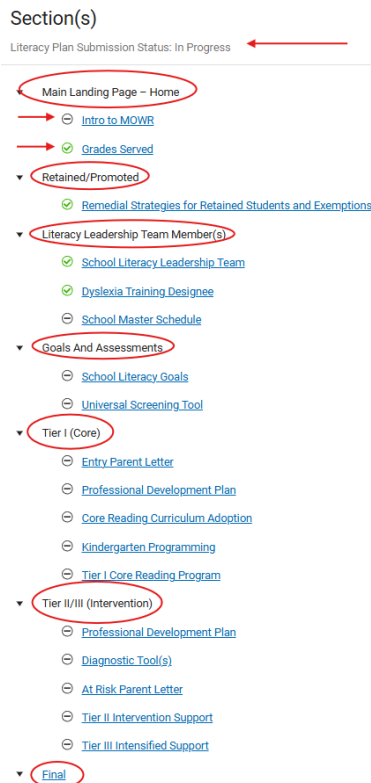 Section(s)
Literacy Plan Submission Status: In Progress
Main Landing Page – Home
Intro to MOWR
Grades Served
Retained/Promoted
Remedial Strategies for Retained Students and Exemptions
Literacy Leadership Team Member(s)
School Literacy Leadership Team
Dyslexia Training Designee
School Master Schedule
Goals And Assessments
School Literacy Goals
Universal Screening Tool
Tier I (Core)
Entry Parent Letter
Professional Development Plan
Core Reading Curriculum Adoption
Kindergarten Programming
Tier I Core Reading Program
Tier II/III (Intervention)
Professional Development Plan
Diagnostic Tool(s)
At Risk Parent Letter
Tier II Intervention Support
Tier III Intensified Support
Final